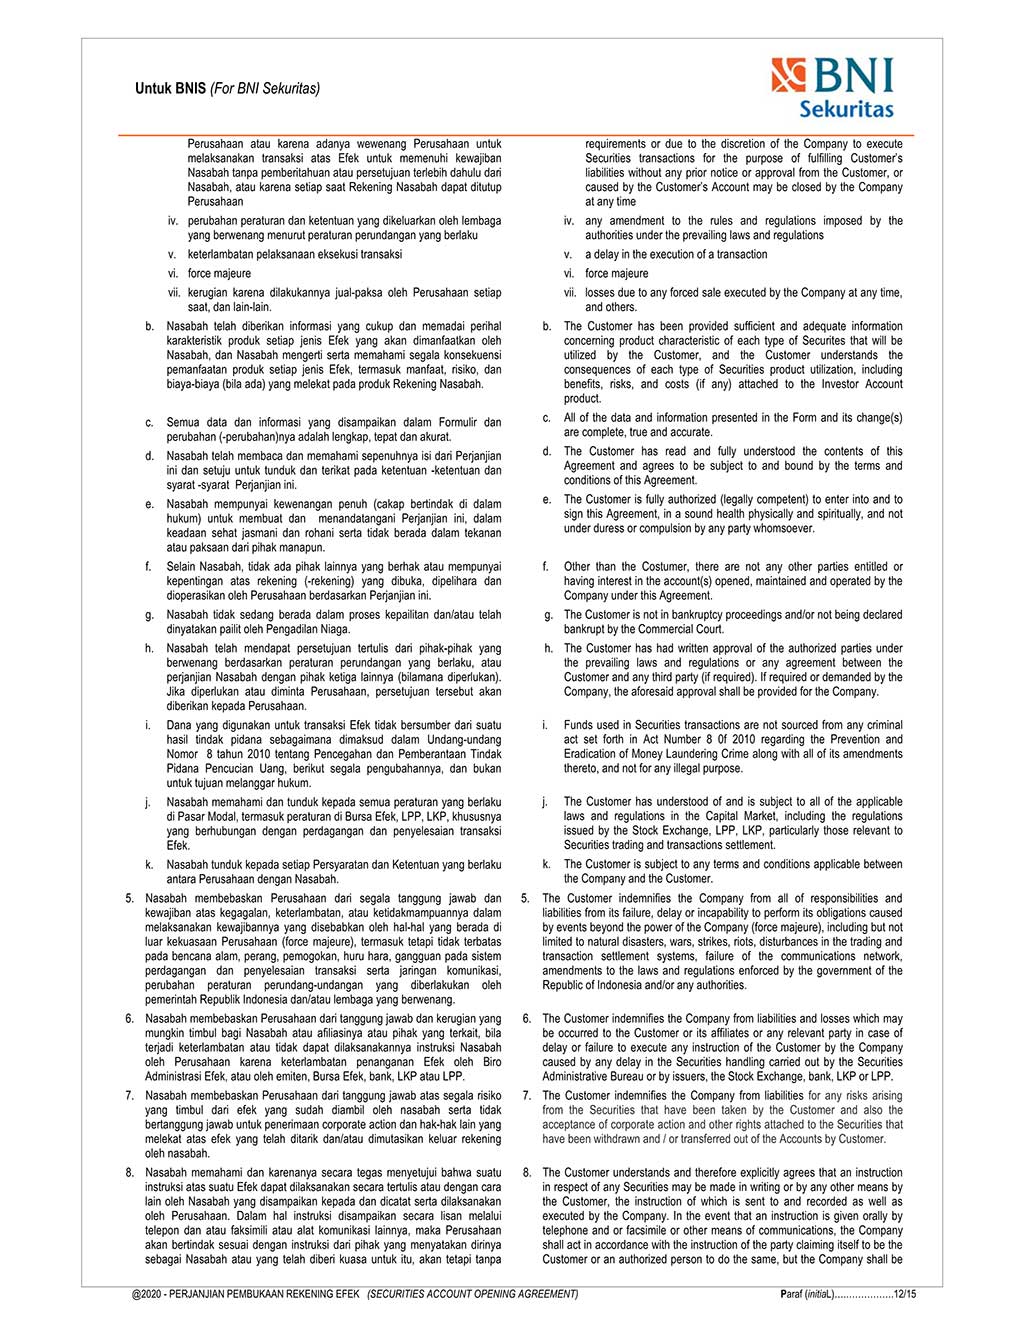 Untuk BNIS (For BNI Sekuritas)
BNI
Sekuritas
Perusahaan atau karena adanya wewenang Perusahaan untuk
melaksanakan transaksi atas Efek untuk memenuhi kewajiban
Nasabah tanpa pemberitahuan atau persetujuan terlebih dahulu dari
Nasabah, atau karena setiap saat Rekening Nasabah dapat ditutup
Perusahaan
iv. perubahan peraturan dan ketentuan yang dikeluarkan oleh lembaga
yang berwenang menurut peraturan perundangan yang berlaku
v. keterlambatan pelaksanaan eksekusi transaksi
vi. force majeure
vii. kerugian karena dilakukannya jual-paksa oleh Perusahaan setiap
saat, dan lain-lain.
b. Nasabah telah diberikan informasi yang cukup dan memadai perihal
karakteristik produk setiap jenis Efek yang akan dimanfaatkan oleh
Nasabah, dan Nasabah mengerti serta memahami segala konsekuensi
pemanfaatan produk setiap jenis Efek, termasuk manfaat, risiko, dan
biaya-biaya (bila ada) yang melekat pada produk Rekening Nasabah.
c. Semua data dan informasi yang disampaikan dalam Formulir dan
perubahan (-perubahan)nya adalah lengkap, tepat dan akurat.
d. Nasabah telah membaca dan memahami sepenuhnya isi dari Perjanjian
ini dan setuju untuk tunduk dan terikat pada ketentuan -ketentuan dan
syarat -syarat Perjanjian ini.
e. Nasabah mempunyai kewenangan penuh (cakap bertindak di dalam
hukum) untuk membuat dan menandatangani Perjanjian ini, dalam
keadaan sehat jasmani dan rohani serta tidak berada dalam tekanan
atau paksaan dari pihak manapun.
f. Selain Nasabah, tidak ada pihak lainnya yang berhak atau mempunyai
kepentingan atas rekening (-rekening) yang dibuka, dipelihara dan
dioperasikan oleh Perusahaan berdasarkan Perjanjian ini.
g. Nasabah tidak sedang berada dalam proses kepailitan dan/atau telah
dinyatakan pailit oleh Pengadilan Niaga.
h. Nasabah telah mendapat persetujuan tertulis dari pihak-pihak yang
berwenang berdasarkan peraturan perundangan yang berlaku, atau
perjanjian Nasabah dengan pihak ketiga lainnya (bilamana diperlukan).
Jika diperlukan atau diminta Perusahaan, persetujuan tersebut akan
diberikan kepada Perusahaan.
i. Dana yang digunakan untuk transaksi Efek tidak bersumber dari suatu
hasil tindak pidana sebagaimana dimaksud dalam Undang-undang
Nomor 8 tahun 2010 tentang Pencegahan dan Pemberantaan Tindak
Pidana Pencucian Uang, berikut segala pengubahannya, dan bukan
untuk tujuan melanggar hukum.
j. Nasabah memahami dan tunduk kepada semua peraturan yang berlaku
di Pasar Modal, termasuk peraturan di Bursa Efek, LPP, LKP, khususnya
yang berhubungan dengan perdagangan dan penyelesaian transaksi
Efek.
k. Nasabah tunduk kepada setiap Persyaratan dan Ketentuan yang berlaku
antara Perusahaan dengan Nasabah.
5. Nasabah membebaskan Perusahaan dari segala tanggung jawab dan
kewajiban atas kegagalan, keterlambatan, atau ketidakmampuannya dalam
melaksanakan kewajibannya yang disebabkan oleh hal-hal yang berada di
luar kekuasaan Perusahaan (force majeure), termasuk tetapi tidak terbatas
pada bencana alam, perang, pemogokan, huru hara, gangguan pada sistem
perdagangan dan penyelesaian transaksi serta jaringan komunikasi,
perubahan peraturan perundang-undangan yang diberlakukan oleh
pemerintah Republik Indonesia dan/atau lembaga yang berwenang.
6. Nasabah membebaskan Perusahaan dari tanggung jawab dan kerugian yang
mungkin timbul bagi Nasabah atau afiliasinya atau pihak yang terkait, bila
terjadi keterlambatan atau tidak dapat dilaksanakannya instruksi Nasabah
oleh Perusahaan karena keterlambatan penanganan Efek oleh Biro
Administrasi Efek, atau oleh emiten, Bursa Efek, bank, LKP atau LPP.
7. Nasabah membebaskan Perusahaan dari tanggung jawab atas segala risiko
yang timbul dari efek yang sudah diambil oleh nasabah serta tidak
bertanggung jawab untuk penerimaan corporate action dan hak-hak lain yang
melekat atas efek yang telah ditarik dan/atau dimutasikan keluar rekening
oleh nasabah.
8. Nasabah memahami dan karenanya secara tegas menyetujui bahwa suatu
instruksi atas suatu Efek dapat dilaksanakan secara tertulis atau dengan cara
lain oleh Nasabah yang disampaikan kepada dan dicatat serta dilaksanakan
oleh Perusahaan. Dalam hal instruksi disampaikan secara lisan melalui
telepon dan atau faksimili atau alat komunikasi lainnya, maka Perusahaan
akan bertindak sesuai dengan instruksi dari pihak yang menyatakan dirinya
sebagai Nasabah atau yang telah diberi kuasa untuk itu, akan tetapi tanpa
requirements or due to the discretion of the Company to execute
Securities transactions for the purpose of fulfilling Customer's
liabilities without any prior notice or approval from the Customer, or
caused by the Customer's Account may be closed by the Company
at any time
iv. any amendment to the rules and regulations imposed by the
authorities under the prevailing laws and regulations
v. a delay in the execution of a transaction
vi. force majeure
vii. losses due to any forced sale executed by the Company at any time,
and others.
b. The Customer has been provided sufficient and adequate information
concerning product characteristic of each type of Securites that will be
utilized by the Customer, and the Customer understands the
consequences of each type of Securities product utilization, including
benefits, risks, and costs (if any) attached to the Investor Account
product.
c. All of the data and information presented in the Form and its change(s)
are complete, true and accurate.
d. The Customer has read and fully understood the contents of this
Agreement and agrees to be subject to and bound by the terms and
conditions of this Agreement.
e. The Customer is fully authorized (legally competent) to enter into and to
sign this Agreement, in a sound health physically and spiritually, and not
under duress or compulsion by any party whomsoever.
f. Other than the Costumer, there are not any other parties entitled or
having interest in the account(s) opened, maintained and operated by the
Company under this Agreement.
g. The Customer is not in bankruptcy proceedings and/or not being declared
bankrupt by the Commercial Court.
h. The Customer has had written approval of the authorized parties under
the prevailing laws and regulations or any agreement between the
Customer and any third party (if required). If required or demanded by the
Company, the aforesaid approval shall be provided for the Company.
i. Funds used in Securities transactions are not sourced from any criminal
act set forth in Act Number 8 0f 2010 regarding the Prevention and
Eradication of Money Laundering Crime along with all of its amendments
thereto, and not for any illegal purpose.
j. The Customer has understood of and is subject to all of the applicable
laws and regulations in the Capital Market, including the regulations
issued by the Stock Exchange, LPP, LKP, particularly those relevant to
Securities trading and transactions settlement.
k. The Customer is subject to any terms and conditions applicable between
the Company and the Customer.
5. The Customer indemnifies the Company from all of responsibilities and
liabilities from its failure, delay or incapability to perform its obligations caused
by events beyond the power of the Company (force majeure), including but not
limited to natural disasters, wars, strikes, riots, disturbances in the trading and
transaction settlement systems, failure of the communications network,
amendments to the laws and regulations enforced by the government of the
Republic of Indonesia and/or any authorities.
6. The Customer indemnifies the Company from liabilities and losses which may
be occurred to the Customer or its affiliates or any relevant party in case of
delay or failure to execute any instruction of the Customer by the Company
caused by any delay in the Securities handling carried out by the Securities
Administrative Bureau or by issuers, the Stock Exchange, bank, LKP or LPP.
7. The Customer indemnifies the Company from liabilities for any risks arising
from the Securities that have been taken by the Customer and also the
acceptance of corporate action and other rights attached to the Securities that
have been withdrawn and / or transferred out of the Accounts by Customer.
8. The Customer understands and therefore explicitly agrees that an instruction
in respect of any Securities may be made in writing or by any other means by
the Customer, the instruction of which is sent to and recorded as well as
executed by the Company. In the event that an instruction is given orally by
telephone and or facsimile or other means of communications, the Company
shall act in accordance with the instruction of the party claiming itself to be the
Customer or an authorized person to do the same, but the Company shall be
@2020 - PERJANJIAN PEMBUKAAN REKENING EFEK (SECURITIES ACCOUNT OPENING AGREEMENT)
Paraf (initiaL)....................12/15